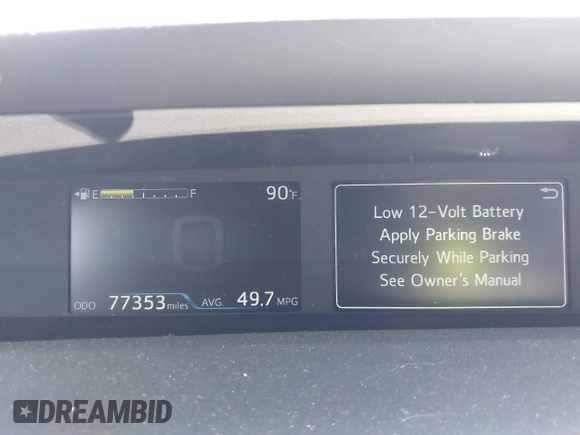 E F 90°F
0
ODO 77353 miles AVG. 49.7 MPG
Low 12-Volt Battery
Apply Parking Brake
Securely While Parking
See Owner's Manual
DREAMBID